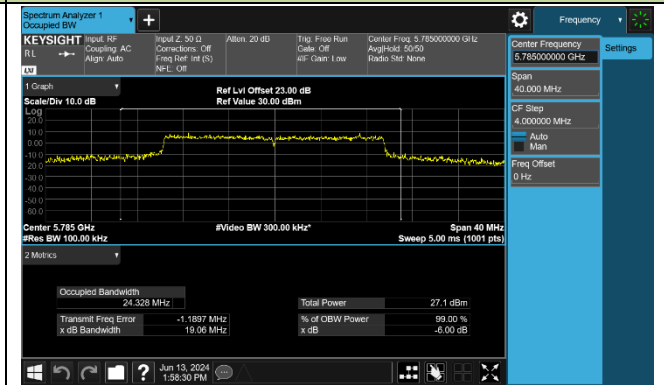 Spectrum Analyzer 1
Occupied BW
+
Frequency
KEYSIGHT
RL
LXI
Input: RF
Coupling: AC
Align: Auto
Input Z: 50 Ω
Corrections: Off
Freq Ref: Int (S)
NFE: Off
Atten: 20 dB
Trig: Free Run
Gate: Off
#IF Gain: Low
Center Freq: 5.785000000 GHz
Avg|Hold: 50/50
Radio Std: None
Center Frequency
5.785000000 GHz
Settings
Span
40.000 MHz
CF Step
4.000000 MHz
Auto
Man
Freq Offset
0 Hz
1 Graph
Scale/Div 10.0 dB
Ref Lvl Offset 23.00 dB
Ref Value 30.00 dBm
Log
20.0
10.0
0.00
-10.0
-20.0
-30.0
-40.0
-50.0
-60.0
Center 5.785 GHz
#Res BW 100.00 kHz
#Video BW 300.00 kHz*
Span 40 MHz
Sweep 5.00 ms (1001 pts)
2 Metrics
Occupied Bandwidth
24.328 MHz
Total Power 27.1 dBm
Transmit Freq Error -1.1897 MHz
% of OBW Power 99.00 %
x dB Bandwidth 19.06 MHz
x dB -6.00 dB
?
Jun 13, 2024
1:58:30 PM